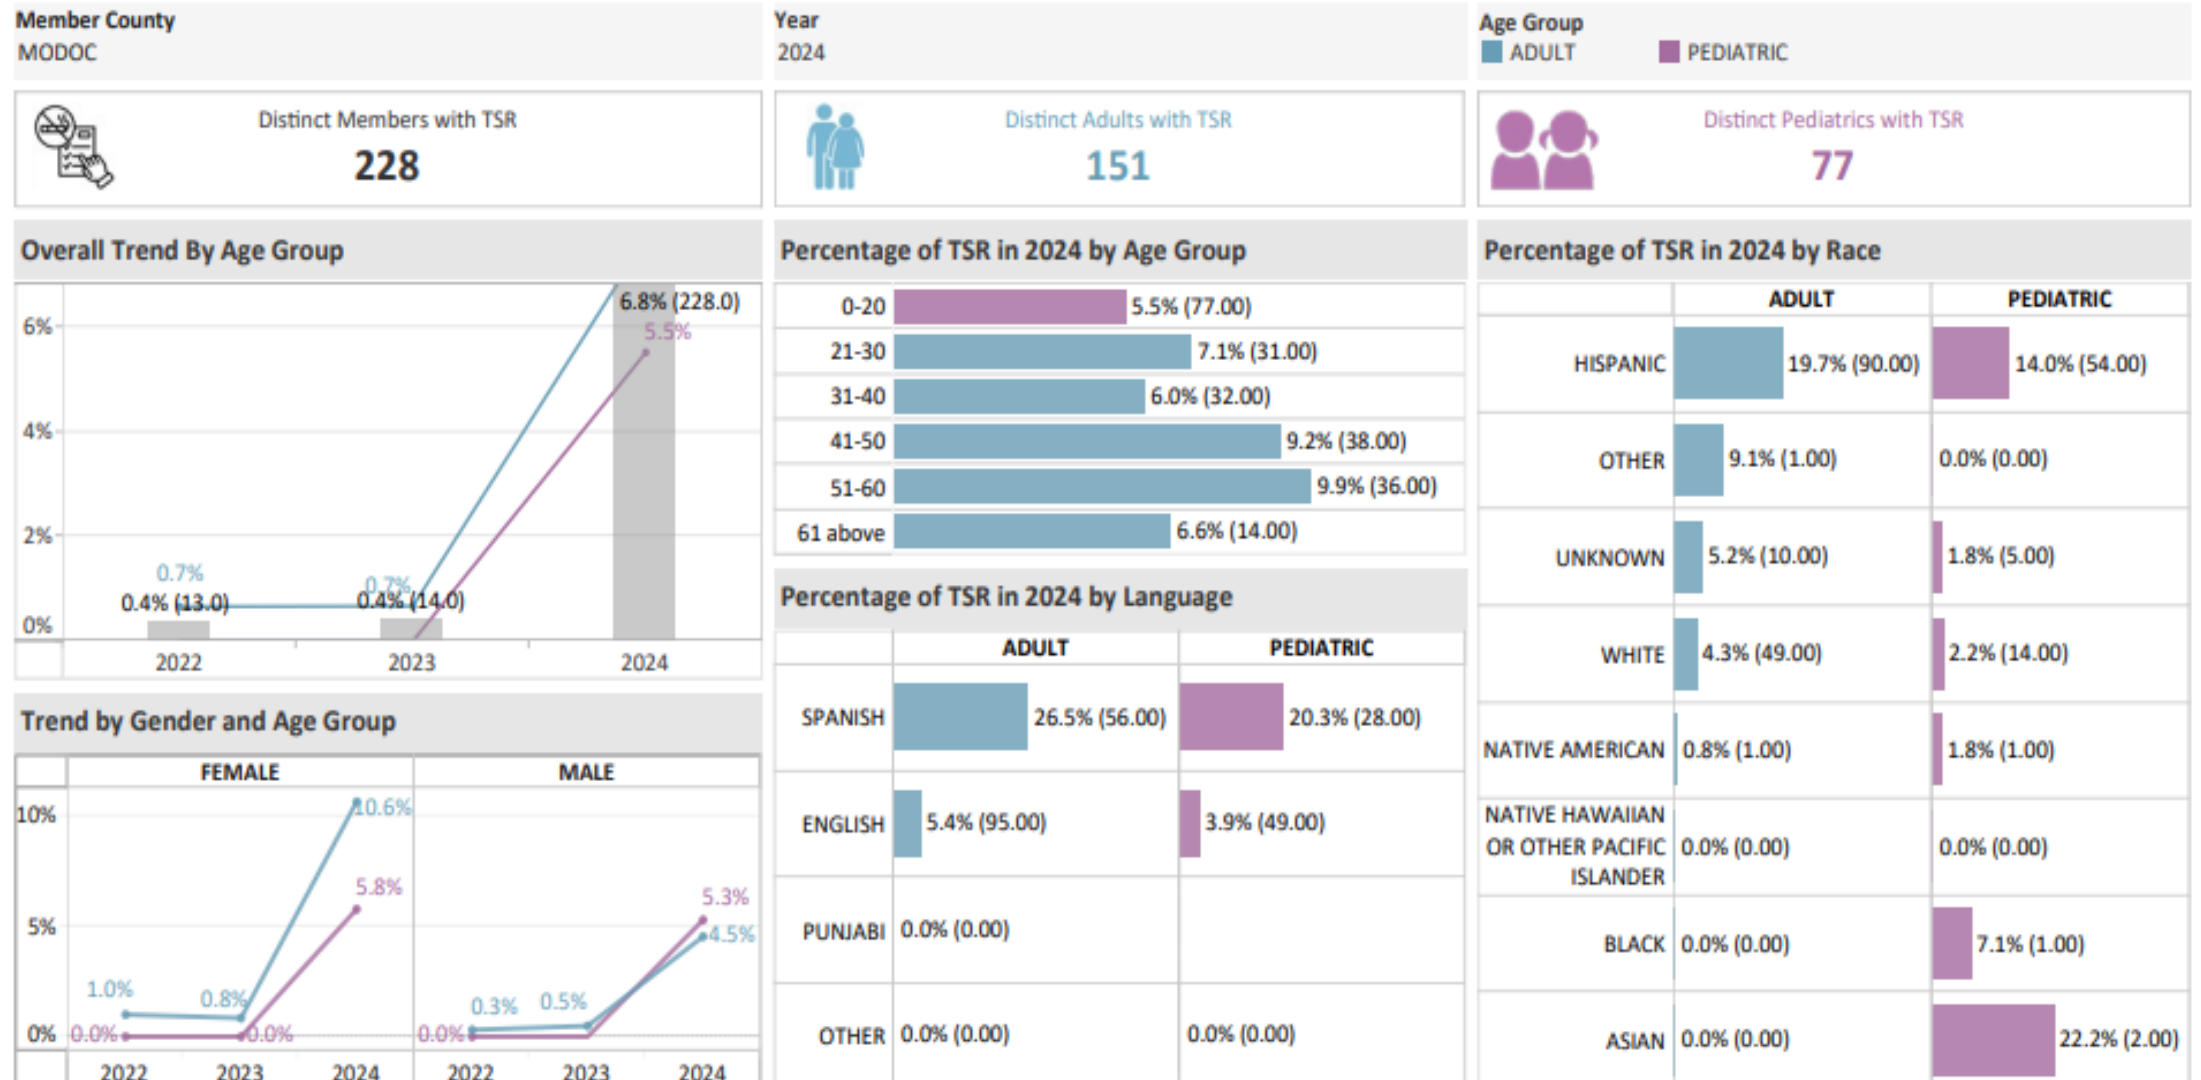 Member County
MODOC
Year
2024
Age Group
ADULT
PEDIATRIC
Distinct Members with TSR
228
Distinct Adults with TSR
151
Distinct Pediatrics with TSR
77
Overall Trend By Age Group
6%
4%
2%
0%
0.7%
0.4% (13.0)
0.7%
0.4% (14.0)
6.8% (228.0)
5.5%
2022
2023
2024
Trend by Gender and Age Group
FEMALE
MALE
10%
5%
0%
1.0%
0.8%
10.6%
5.8%
0.0%
0.0%
0.3%
0.5%
5.3%
4.5%
0.0%
2022
2023
2024
2022
2023
2024
Percentage of TSR in 2024 by Age Group
0-20
5.5% (77.00)
21-30
7.1% (31.00)
31-40
6.0% (32.00)
41-50
9.2% (38.00)
51-60
9.9% (36.00)
61 above
6.6% (14.00)
Percentage of TSR in 2024 by Language
ADULT
PEDIATRIC
SPANISH
26.5% (56.00)
20.3% (28.00)
ENGLISH
5.4% (95.00)
3.9% (49.00)
PUNJABI
0.0% (0.00)
OTHER
0.0% (0.00)
0.0% (0.00)
Percentage of TSR in 2024 by Race
ADULT
PEDIATRIC
HISPANIC
19.7% (90.00)
14.0% (54.00)
OTHER
9.1% (1.00)
0.0% (0.00)
UNKNOWN
5.2% (10.00)
1.8% (5.00)
WHITE
4.3% (49.00)
2.2% (14.00)
NATIVE AMERICAN
0.8% (1.00)
1.8% (1.00)
NATIVE HAWAIIAN
OR OTHER PACIFIC
ISLANDER
0.0% (0.00)
0.0% (0.00)
BLACK
0.0% (0.00)
7.1% (1.00)
ASIAN
0.0% (0.00)
22.2% (2.00)